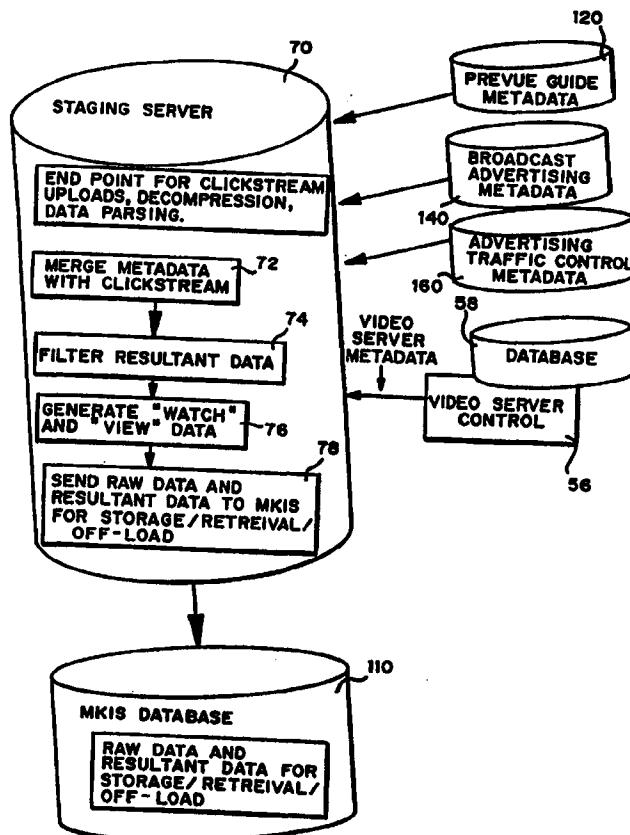 70
120
STAGING SERVER
PREVUE GUIDE
METADATA
END POINT FOR CLICKSTREAM
UPLOADS, DECOMPRESSION,
DATA PARSING.
BROADCAST
ADVERTISING
METADATA
140
72
MERGE METADATA
WITH CLICKSTREAM
ADVERTISING
TRAFFIC CONTROL
METADATA
160
58
74
FILTER RESULTANT DATA
VIDEO
SERVER
METADATA
DATABASE
GENERATE "WATCH"
AND "VIEW" DATA
76
VIDEO SERVER
CONTROL
56
78
SEND RAW DATA AND
RESULTANT DATA TO MKIS
FOR STORAGE/RETREIVAL/
OFF-LOAD
110
MKIS DATABASE
RAW DATA AND
RESULTANT DATA FOR
STORAGE/RETREIVAL/
OFF-LOAD